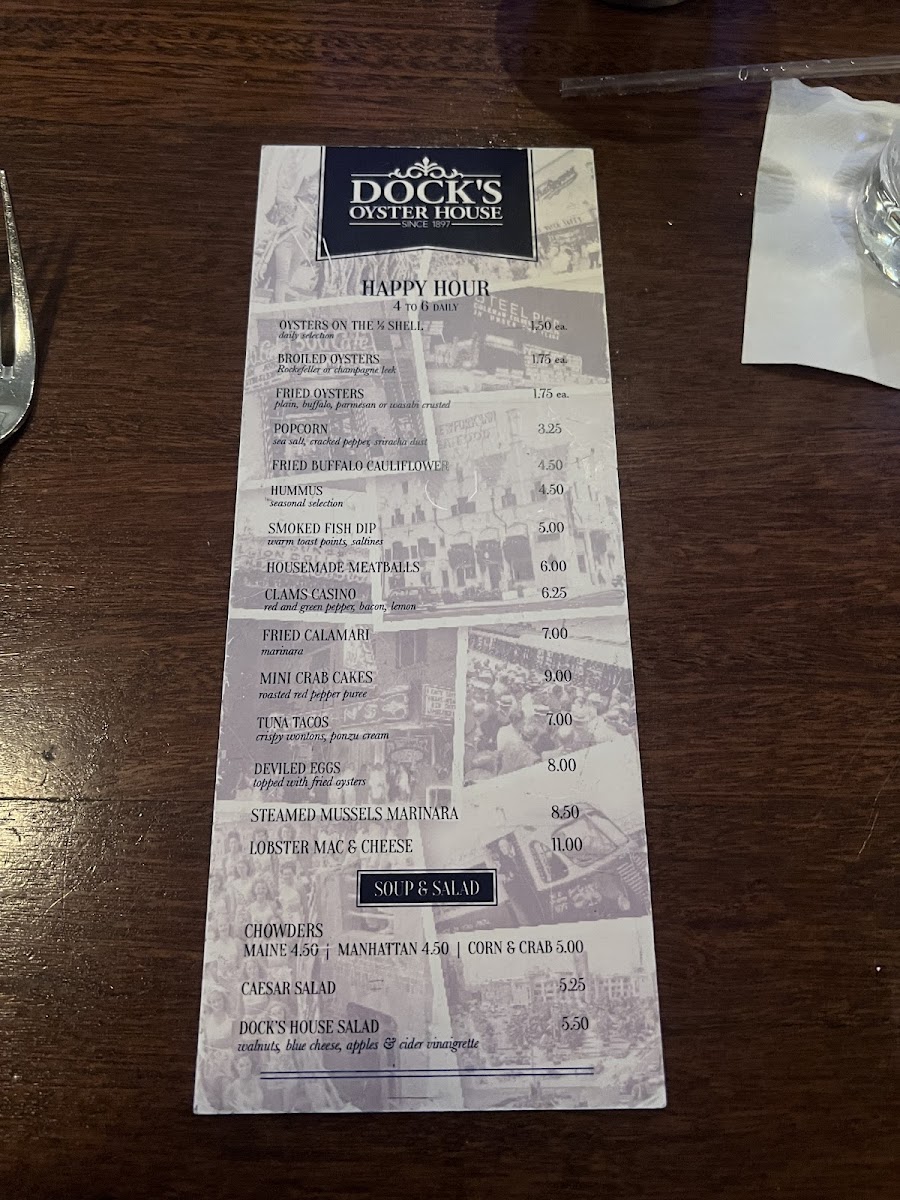 DOCK'S
OYSTER HOUSE
SINCE 1897
HAPPY HOUR
4 TO 6 DAILY
OYSTERS ON THE ½ SHELL 1.50 ea.
daily selection
BROILED OYSTERS 1.75 ea.
Rockefeller or champagne leek
FRIED OYSTERS 1.75 ea.
plain, buffalo, parmesan or wasabi crusted
POPCORN 3.25
sea salt, cracked pepper, sriracha dust
FRIED BUFFALO CAULIFLOWER 4.50
HUMMUS 4.50
seasonal selection
SMOKED FISH DIP 5.00
warm toast points, saltines
HOUSEMADE MEATBALLS 6.00
CLAMS CASINO 6.25
red and green pepper, bacon, lemon
FRIED CALAMARI 7.00
marinara
MINI CRAB CAKES 9.00
roasted red pepper puree
TUNA TACOS 7.00
crispy wontons, ponzu cream
DEVILED EGGS 8.00
topped with fried oysters
STEAMED MUSSELS MARINARA 8.50
LOBSTER MAC & CHEESE 11.00
SOUP & SALAD
CHOWDERS
MAINE 4.50 | MANHATTAN 4.50 | CORN & CRAB 5.00
CAESAR SALAD 5.25
DOCK'S HOUSE SALAD 5.50
walnuts, blue cheese, apples & cider vinaigrette